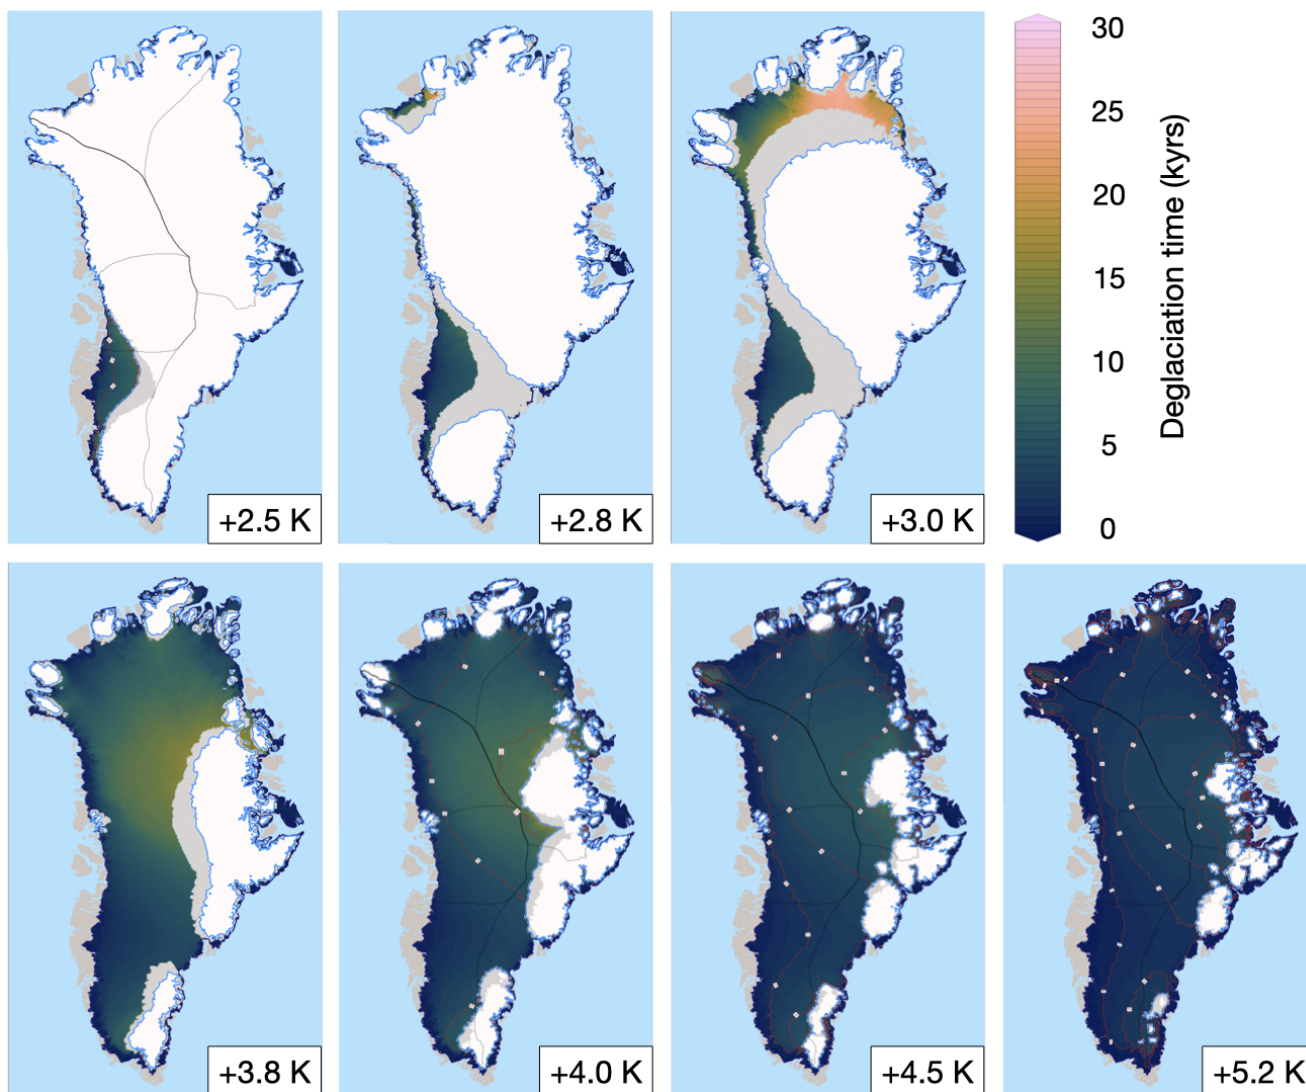 +2.5 K
+2.8 K
+3.0 K
30
25
20
15
10
5
0
Deglaciation time (kyrs)
+3.8 K
+4.0 K
+4.5 K
+5.2 K